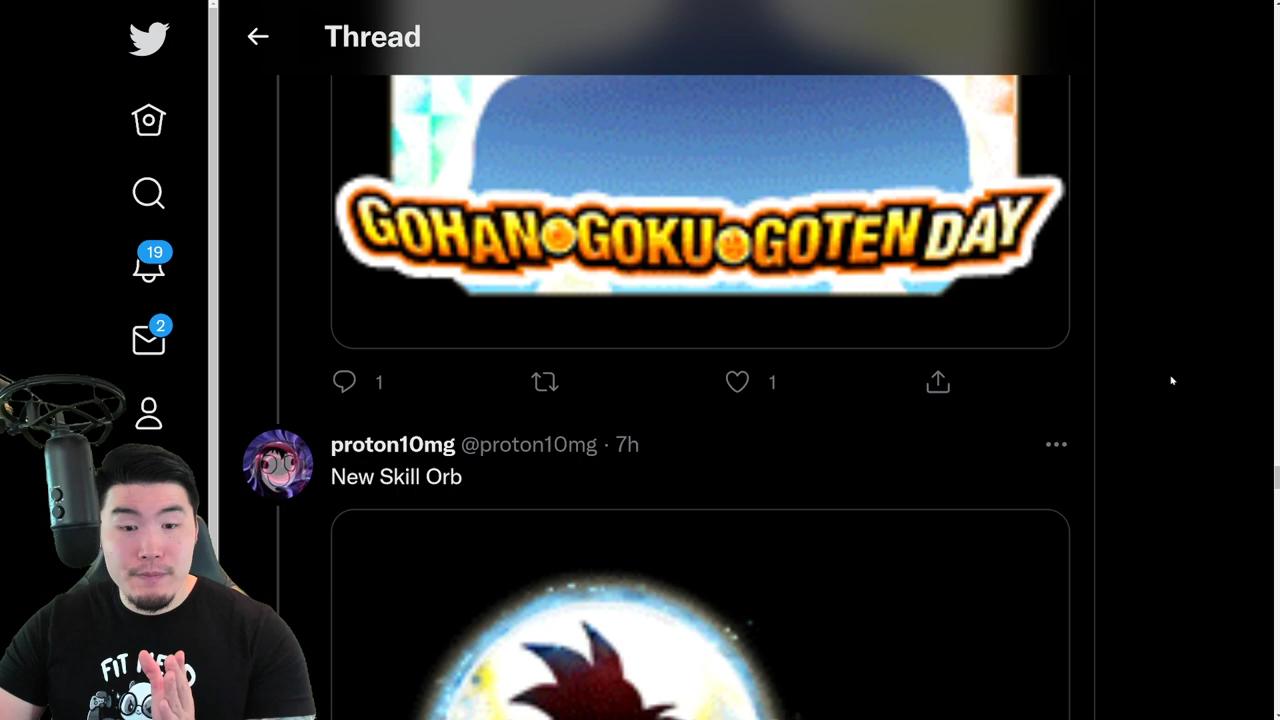 Thread
GOHAN GOKU GOTEN DAY
1
1
19
2
proton10mg @proton10mg · 7h
New Skill Orb
FIT